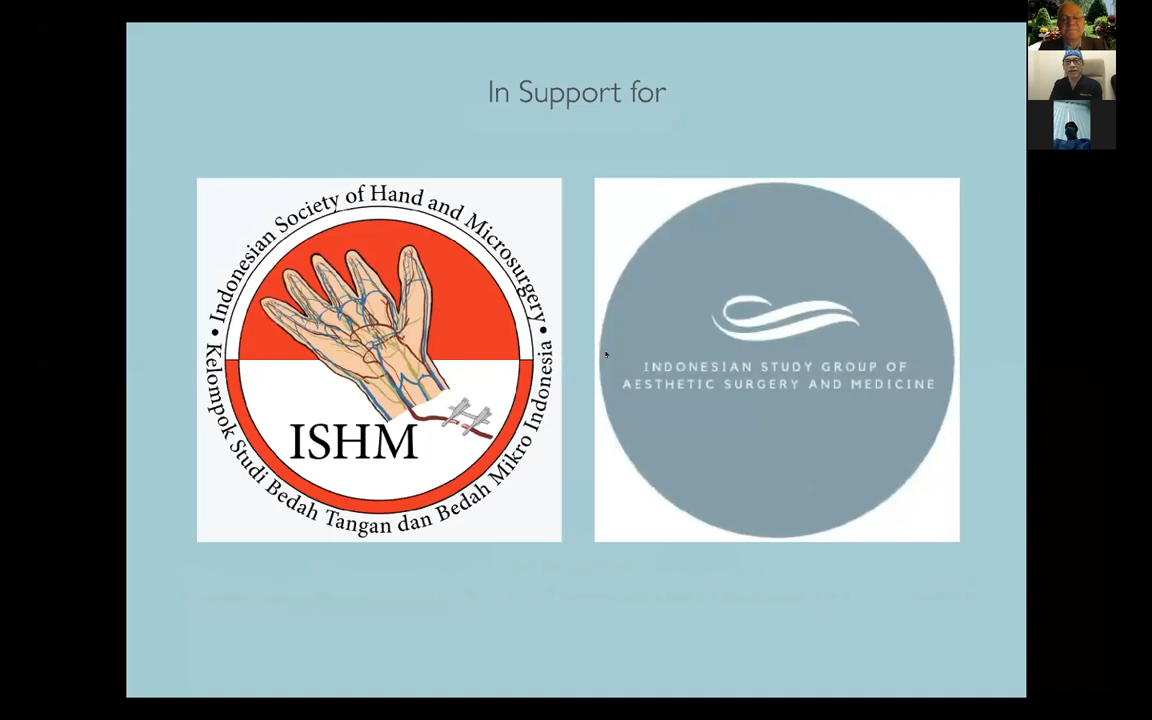 In Support for
• Indonesian Society of Hand and Microsurgery •
Kelompok Studi Bedah Tangan dan Bedah Mikro Indonesia
ISHM
INDONESIAN STUDY GROUP OF
AESTHETIC SURGERY AND MEDICINE